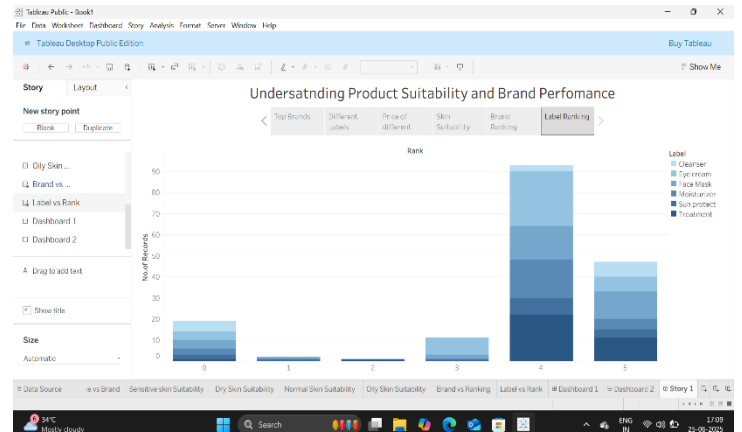 Tableau Public - Book1
File Data Worksheet Dashboard Story Analysis Format Server Window Help
Tableau Desktop Public Edition
Buy Tableau
Show Me
Story Layout
New story point
Blank Duplicate
Oily Skin ...
Brand vs ...
Label vs Rank
Dashboard 1
Dashboard 2
A Drag to add text
Show title
Size
Automatic
Undersatnding Product Suitability and Brand Perfomance
Top Brands
Different Labels
Price of different
Skin Suitability
Brand Ranking
Label Ranking
Rank
No.of Records
90
80
70
60
50
40
30
20
10
0
0 1 2 3 4 5
Label
Cleanser
Eye cream
Face Mask
Moisturizer
Sun protect
Treatment
Data Source
ie vs Brand
Sensitive skin Suitability
Dry Skin Suitability
Normal Skin Suitability
Oily Skin Suitability
Brand vs Ranking
Label vs Rank
Dashboard 1
Dashboard 2
Story 1
34°C
Mostly cloudy
Search
ENG
IN
17:09
25-06-2025